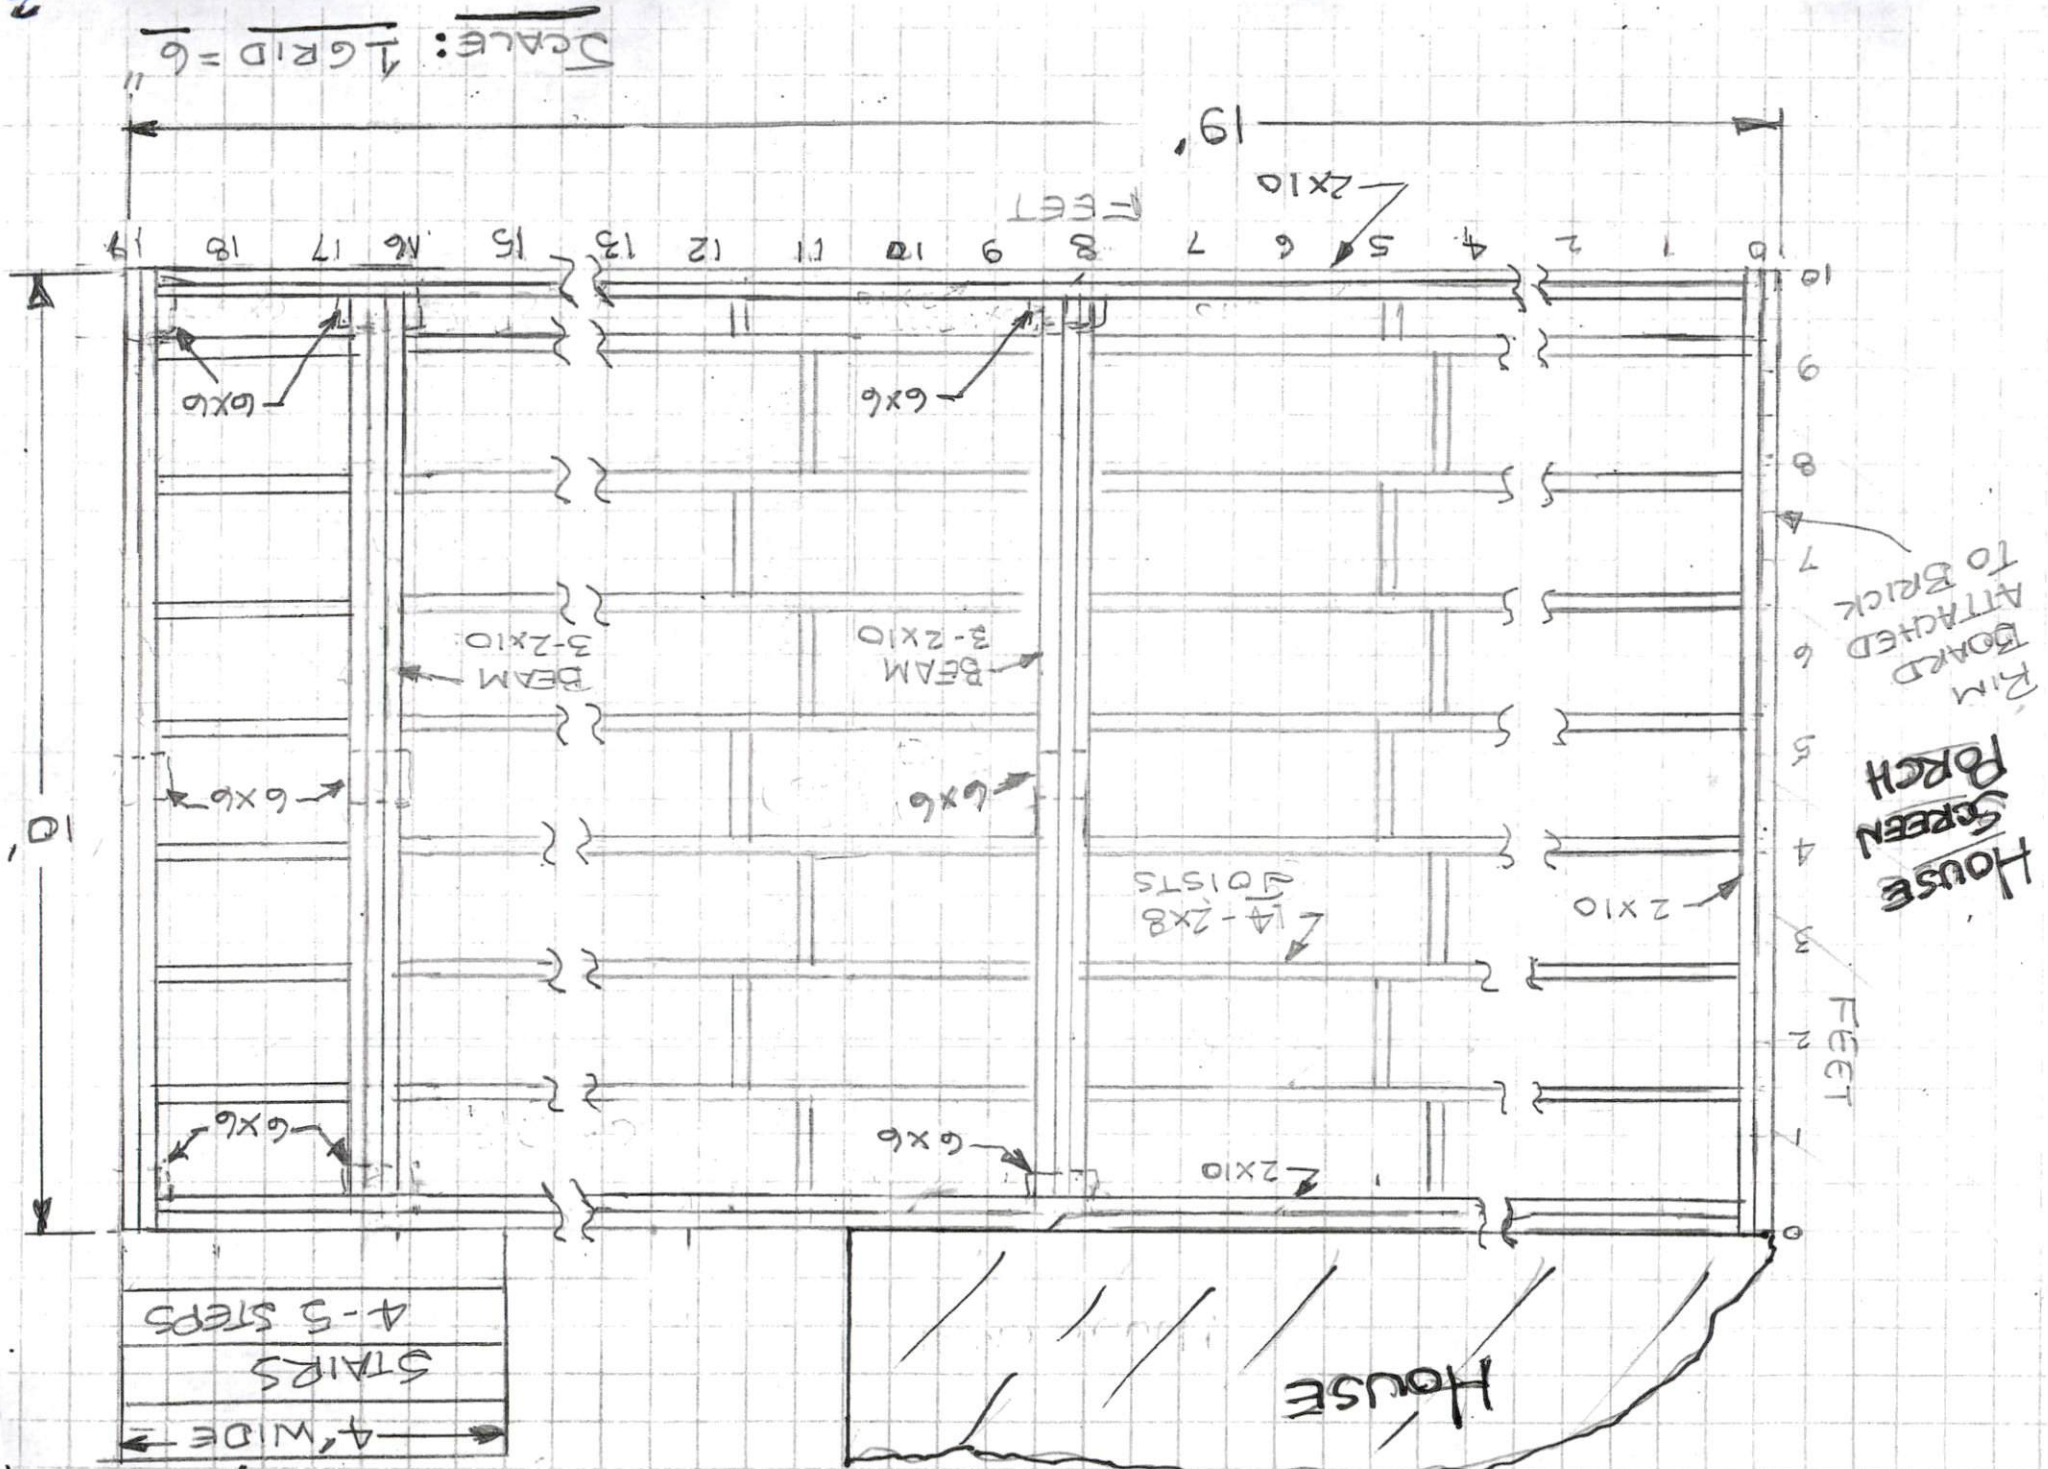 4' WIDE
STAIRS
4-5 STEPS
HOUSE
0
1
2
3
4
5
6
7
8
9
10
FEET
2X10
6X6
6X6
14-2X8
JOISTS
2X10
HOUSE
SCREEN
PORCH
6X6
6X6
10'
RIM
BOARD
ATTACHED
TO BRICK
BEAM
3-2X10
BEAM
3-2X10
6X6
6X6
0 1 2 4 5 6 7 8 9 10 11 12 13 15 16 17 18 19
FEET
2X10
19'
SCALE: 1 GRID = 6"